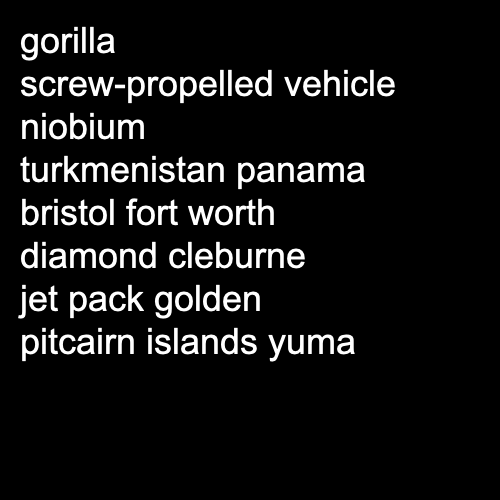 gorilla
screw-propelled vehicle
niobium
turkmenistan panama
bristol fort worth
diamond cleburne
jet pack golden
pitcairn islands yuma